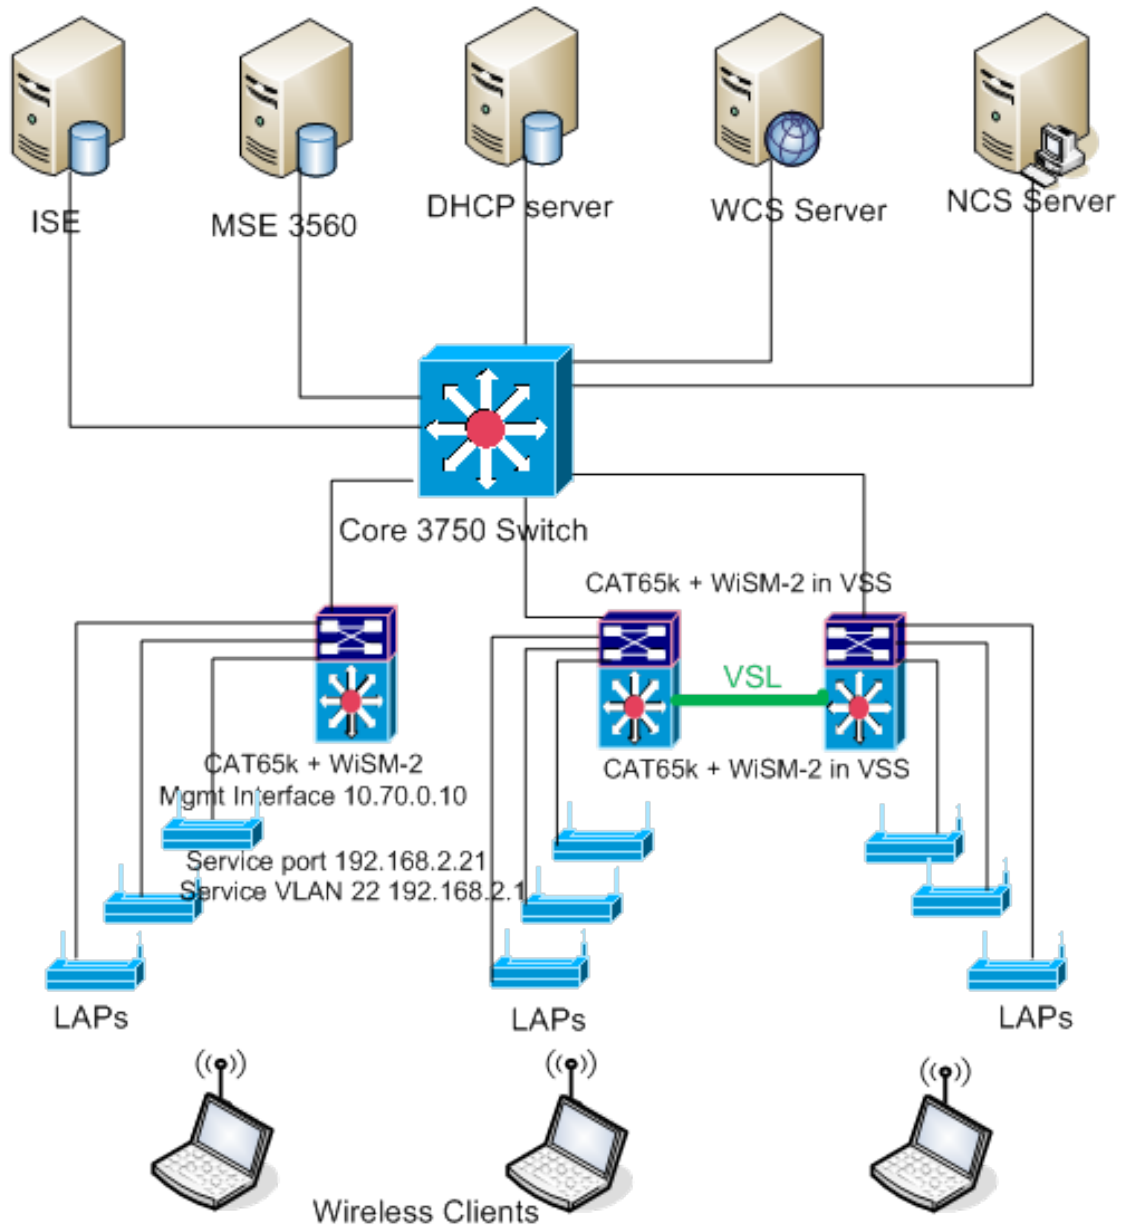 ISE
MSE 3560
DHCP server
WCS Server
NCS Server
Core 3750 Switch
CAT65k + WiSM-2 in VSS
VSL
CAT65k + WiSM-2
Mgmt Interface 10.70.0.10
CAT65k + WiSM-2 in VSS
Service port 192.168.2.21
Service VLAN 22 192.168.2.1
LAPs
LAPs
LAPs
Wireless Clients